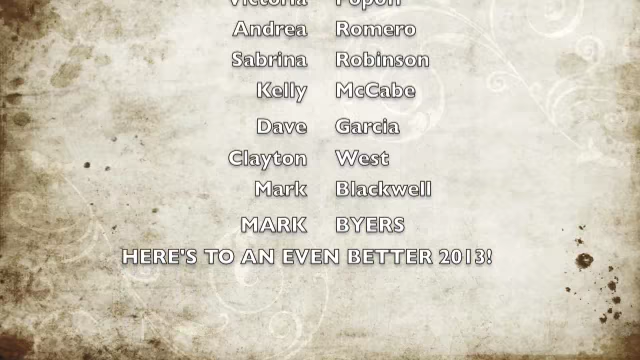 Andrea Romero
Sabrina Robinson
Kelly McCabe
Dave Garcia
Clayton West
Mark Blackwell
MARK BYERS
HERE'S TO AN EVEN BETTER 2013!